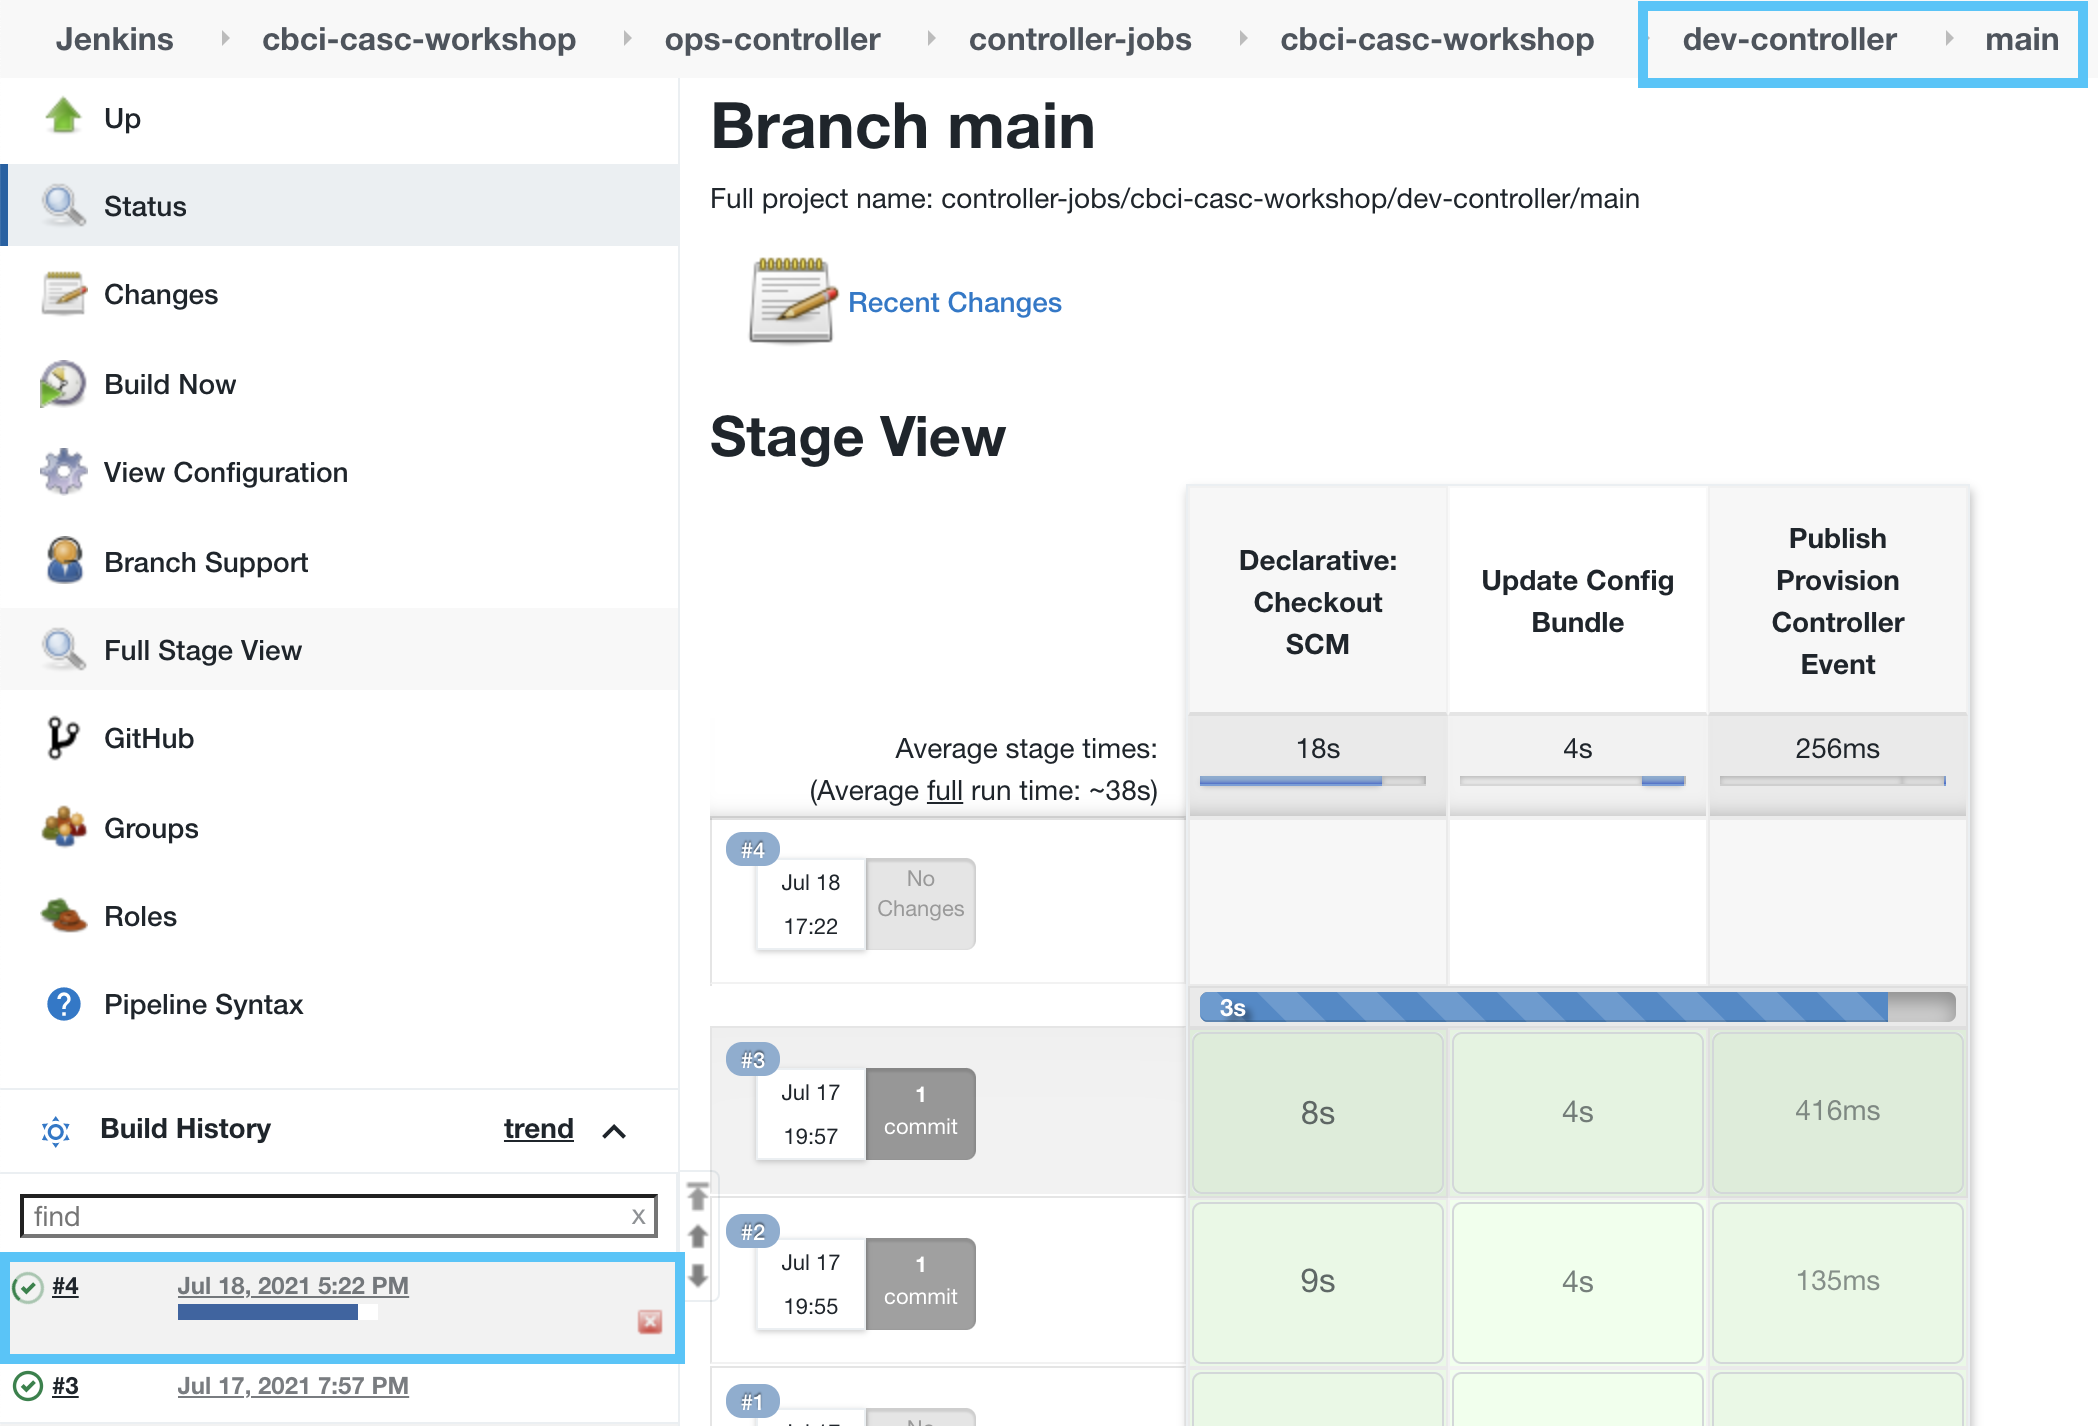 Jenkins cbci-casc-workshop ops-controller controller-jobs cbci-casc-workshop dev-controller main
Up
Status
Changes
Build Now
View Configuration
Branch Support
Full Stage View
GitHub
Groups
Roles
? Pipeline Syntax
Build History trend
find x
#4 Jul 18, 2021 5:22 PM
#3 Jul 17, 2021 7:57 PM
Branch main
Full project name: controller-jobs/cbci-casc-workshop/dev-controller/main
Recent Changes
Stage View
Declarative:
Checkout
SCM
Update Config
Bundle
Publish
Provision
Controller
Event
Average stage times:
(Average full run time: ~38s)
18s 4s 256ms
#4
Jul 18
17:22
No
Changes
3s
#3
Jul 17
19:57
1
commit
8s 4s 416ms
#2
Jul 17
19:55
1
commit
9s 4s 135ms
#1